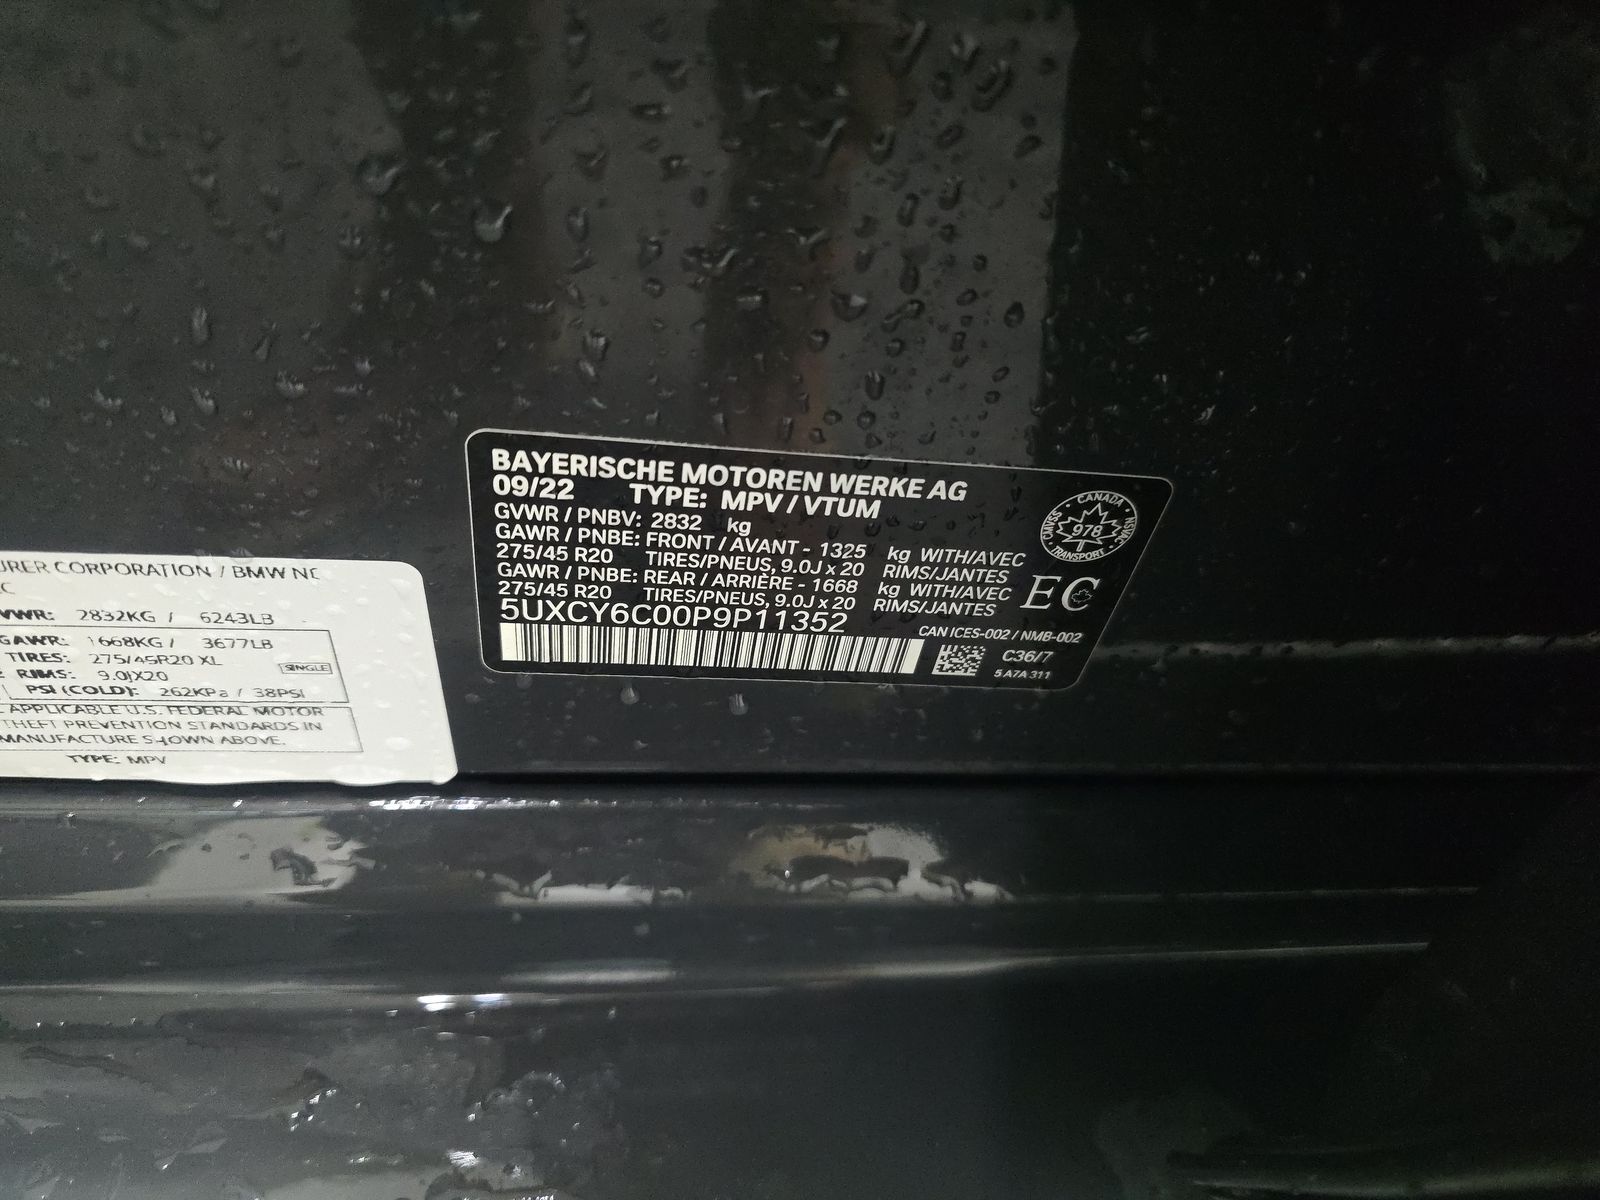 BAYERISCHE MOTOREN WERKE AG
09/22 TYPE: MPV / VTUM
GVWR / PNBV: 2832 kg
GAWR / PNBE: FRONT / AVANT - 1325 kg WITH/AVEC
275/45 R20 TIRES/PNEUS, 9.0J x 20 RIMS/JANTES
GAWR / PNBE: REAR / ARRIÈRE - 1668 kg WITH/AVEC
275/45 R20 TIRES/PNEUS, 9.0J x 20 RIMS/JANTES
5UXCY6C00P9P11352
CAN ICES-002 / NMB-002
C36/7
5 A7A 311
CANADA
CMVSS 978 NSVAC
TRANSPORT
EC
URER CORPORATION / BMW NC
C
VWR: 2832KG / 6243LB
GAWR: 1668KG / 3677LB
TIRES: 275/45R20 XL SINGLE
RIMS: 9.0JX20
PSI (COLD): 262KPa / 38PSI
APPLICABLE U.S. FEDERAL MOTOR
THEFT PREVENTION STANDARDS IN
MANUFACTURE SHOWN ABOVE.
TYPE: MPV